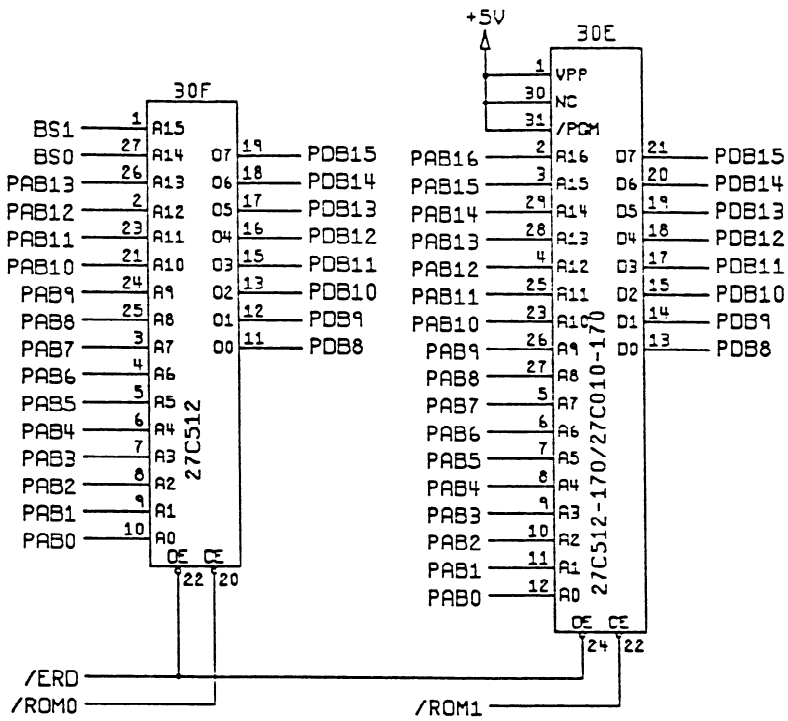 +5V
30E
1 VPP
30 NC
31 /PGM
PAB16 2 A16 D7 21 PDB15
PAB15 3 A15 D6 20 PDB14
PAB14 29 A14 D5 19 PDB13
PAB13 28 A13 D4 18 PDB12
PAB12 4 A12 D3 17 PDB11
PAB11 25 A11 D2 15 PDB10
PAB10 23 A10 D1 14 PDB9
PAB9 26 A9 D0 13 PDB8
PAB8 27 A8
PAB7 5 A7
PAB6 6 A6
PAB5 7 A5
PAB4 8 A4
PAB3 9 A3
PAB2 10 A2
PAB1 11 A1
PAB0 12 A0
27C512-170/27C010-170
OE CE
24 22
30F
BS1 1 A15
BS0 27 A14 O7 19 PDB15
PAB13 26 A13 O6 18 PDB14
PAB12 2 A12 O5 17 PDB13
PAB11 23 A11 O4 16 PDB12
PAB10 21 A10 O3 15 PDB11
PAB9 24 A9 O2 13 PDB10
PAB8 25 A8 O1 12 PDB9
PAB7 3 A7 O0 11 PDB8
PAB6 4 A6
PAB5 5 A5
PAB4 6 A4
PAB3 7 A3
PAB2 8 A2
PAB1 9 A1
PAB0 10 A0
27C512
OE CE
22 20
/ERD
/ROM0
/ROM1